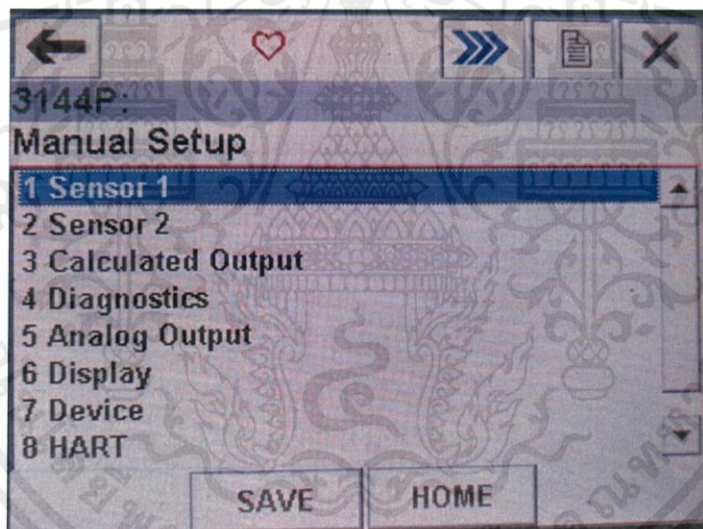 3144P:
Manual Setup
1 Sensor 1
2 Sensor 2
3 Calculated Output
4 Diagnostics
5 Analog Output
6 Display
7 Device
8 HART
SAVE
HOME